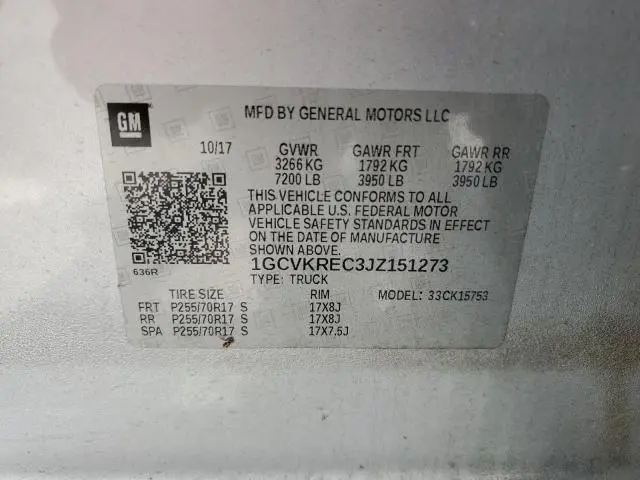 GM
MFD BY GENERAL MOTORS LLC
10/17 GVWR GAWR FRT GAWR RR
3266 KG 1792 KG 1792 KG
7200 LB 3950 LB 3950 LB
THIS VEHICLE CONFORMS TO ALL
APPLICABLE U.S. FEDERAL MOTOR
VEHICLE SAFETY STANDARDS IN EFFECT
ON THE DATE OF MANUFACTURE
SHOWN ABOVE.
636R 1GCVKREC3JZ151273
TYPE: TRUCK
TIRE SIZE RIM MODEL: 33CK15753
FRT P255/70R17 S 17X8J
RR P255/70R17 S 17X8J
SPA P255/70R17 S 17X7.5J